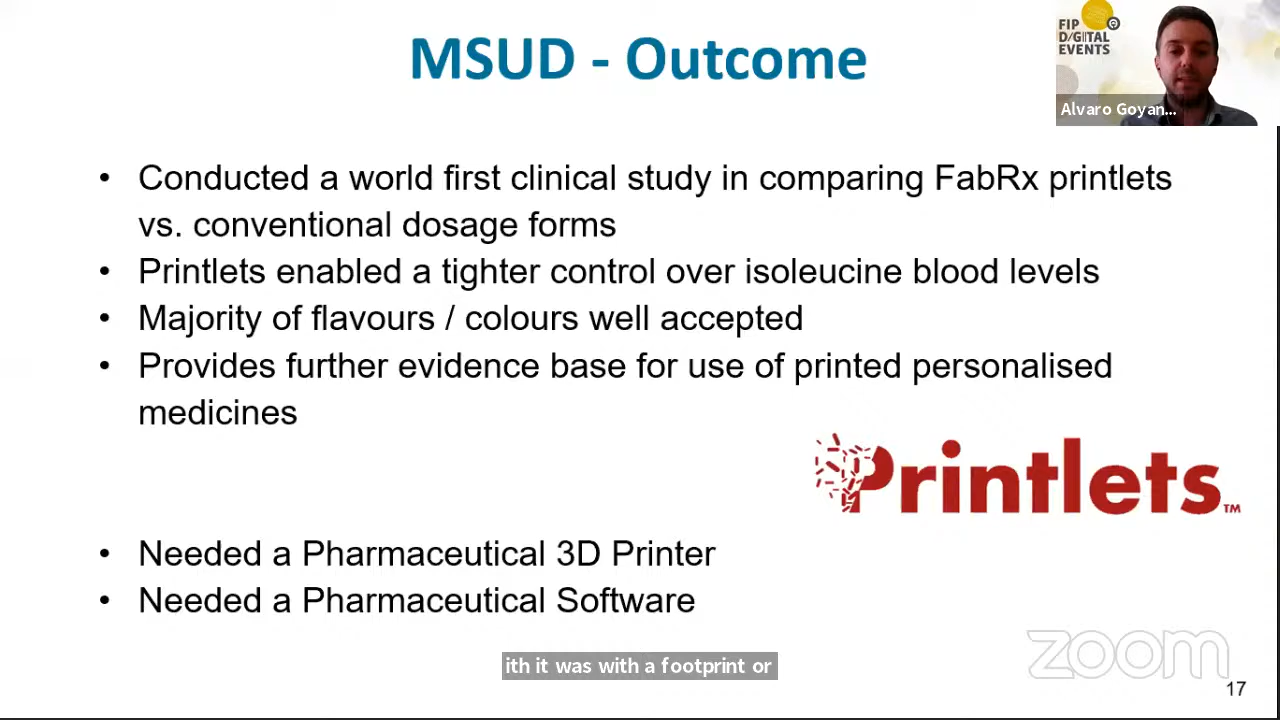 MSUD - Outcome
FIP
D/GITAL
EVENTS
Alvaro Goyan...
• Conducted a world first clinical study in comparing FabRx printlets
vs. conventional dosage forms
• Printlets enabled a tighter control over isoleucine blood levels
• Majority of flavours / colours well accepted
• Provides further evidence base for use of printed personalised
medicines
Printlets™
• Needed a Pharmaceutical 3D Printer
• Needed a Pharmaceutical Software
ith it was with a footprint or
zoom
17